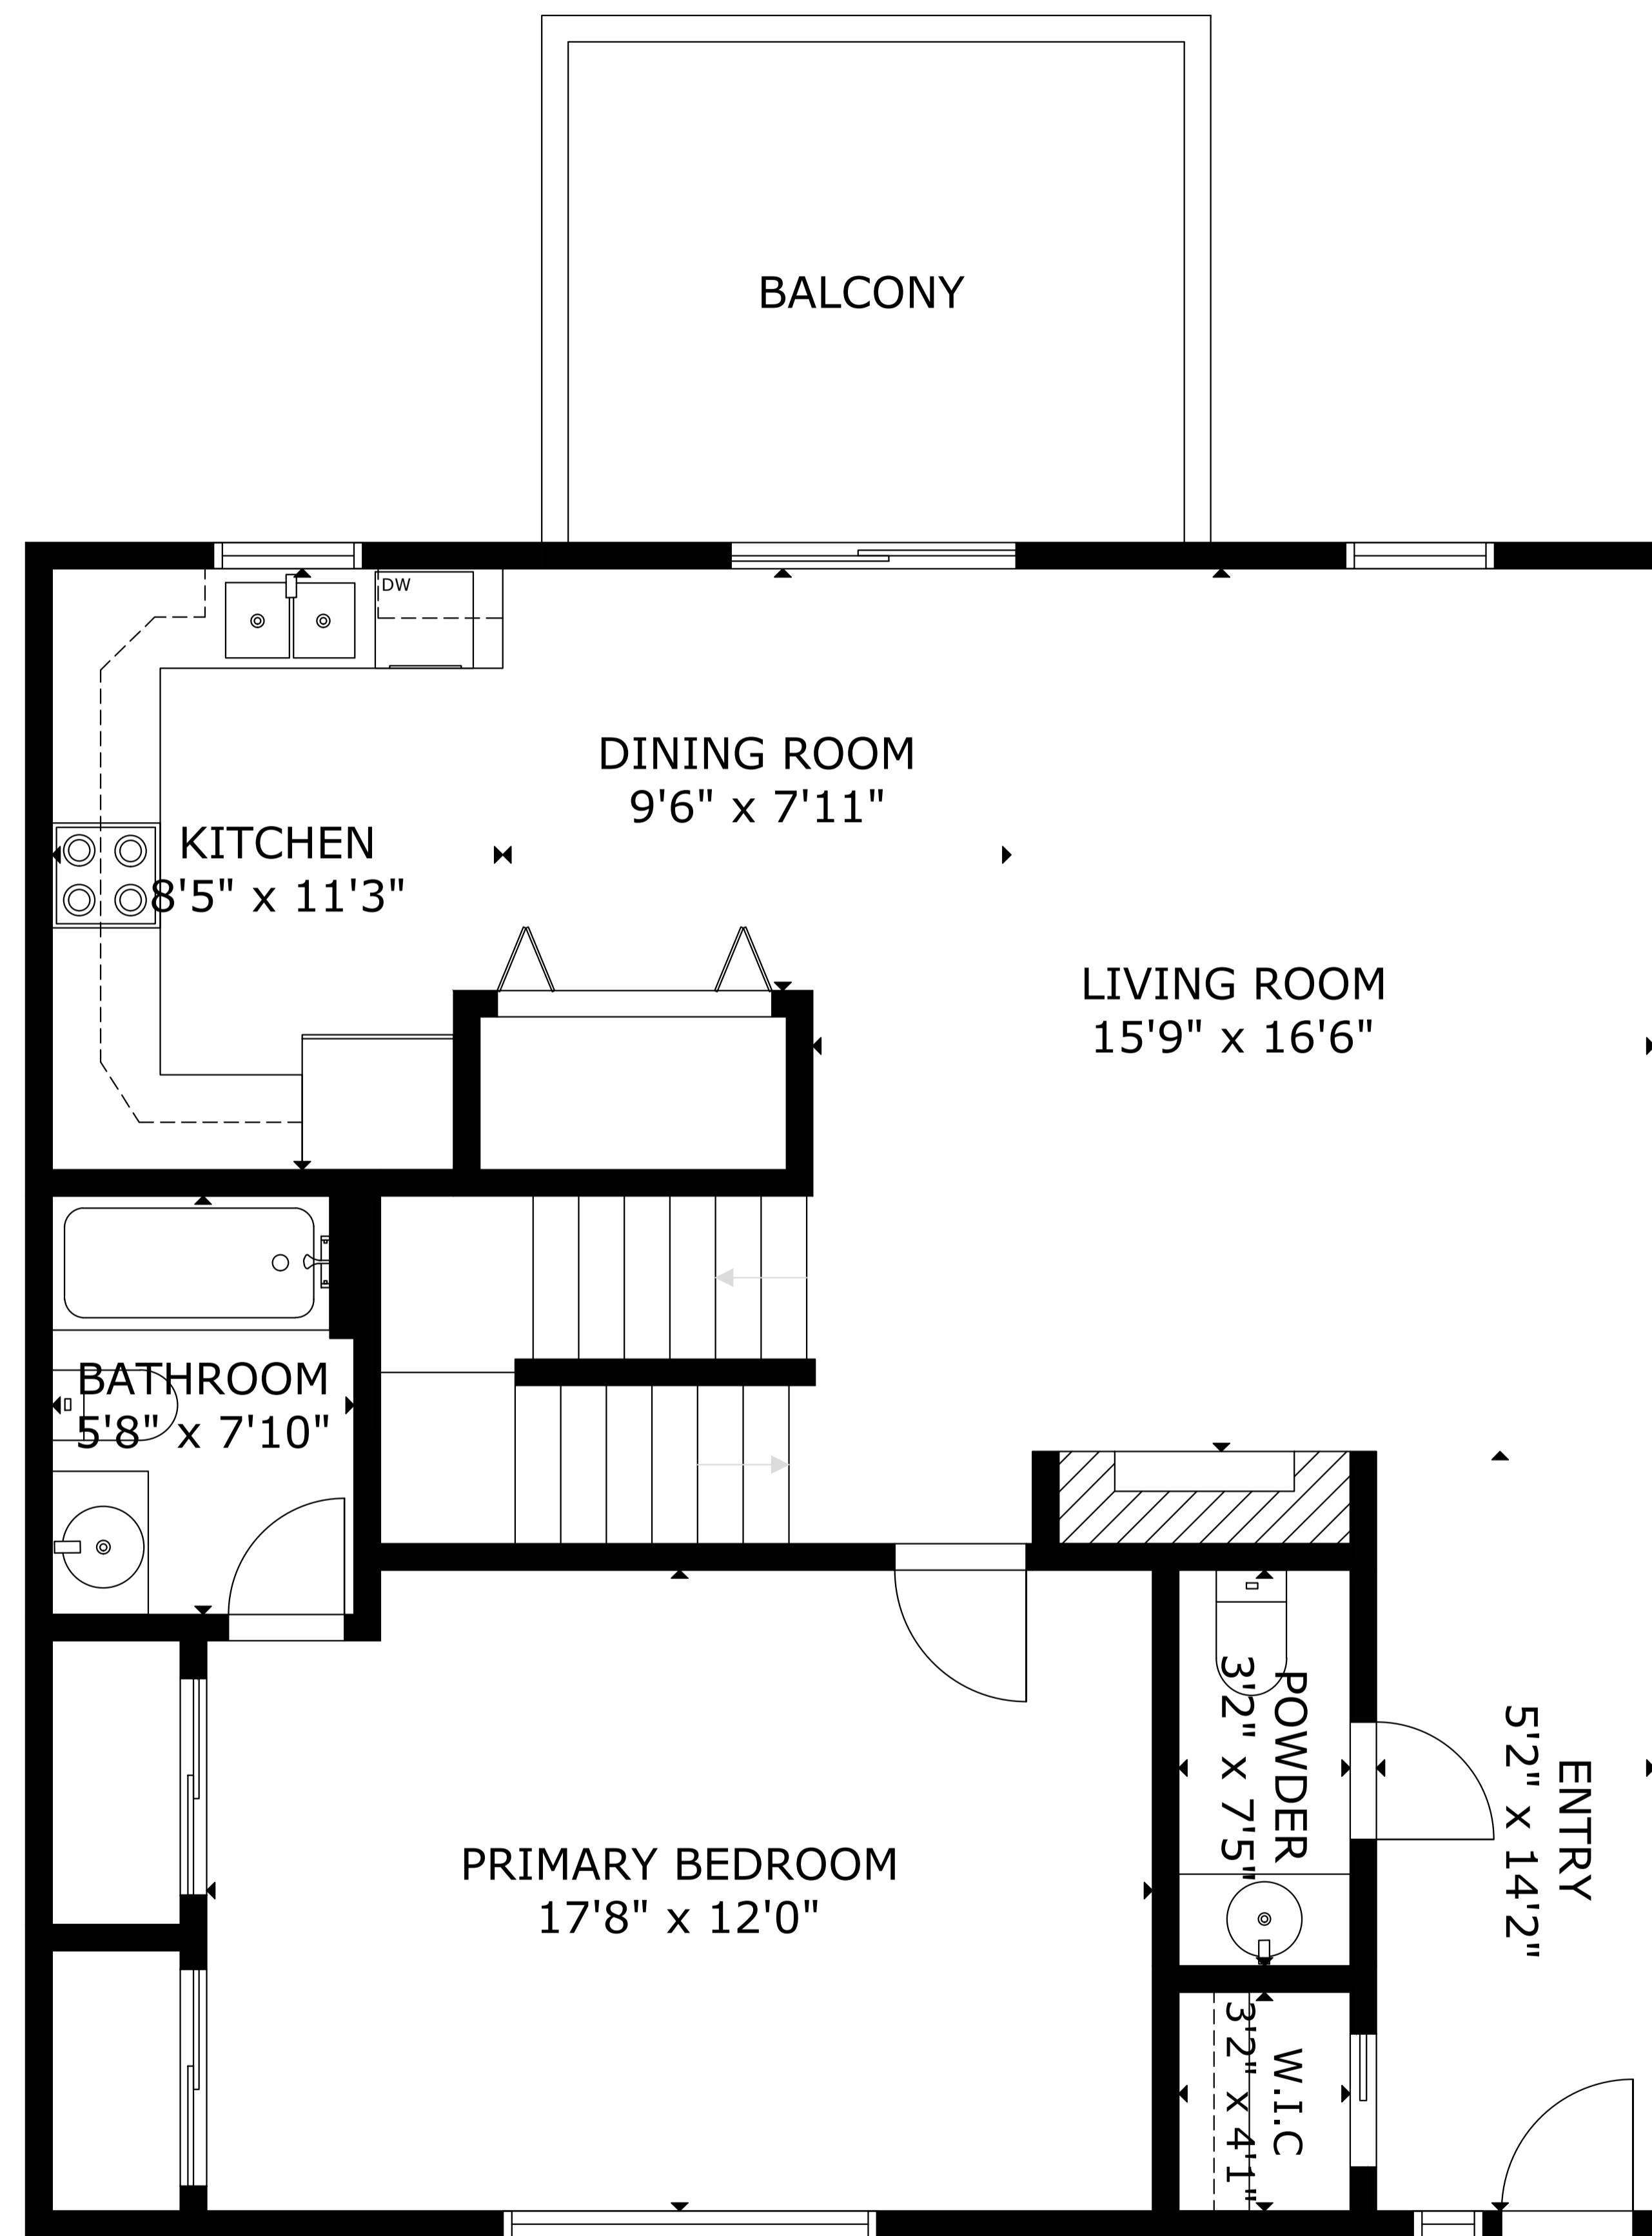 BALCONY
DW
DINING ROOM
9'6" x 7'11"
KITCHEN
8'5" x 11'3"
LIVING ROOM
15'9" x 16'6"
BATHROOM
5'8" x 7'10"
POWDER
3'2" x 7'5"
ENTRY
5'2" x 14'2"
PRIMARY BEDROOM
17'8" x 12'0"
W.I.C
3'2" x 4'1"